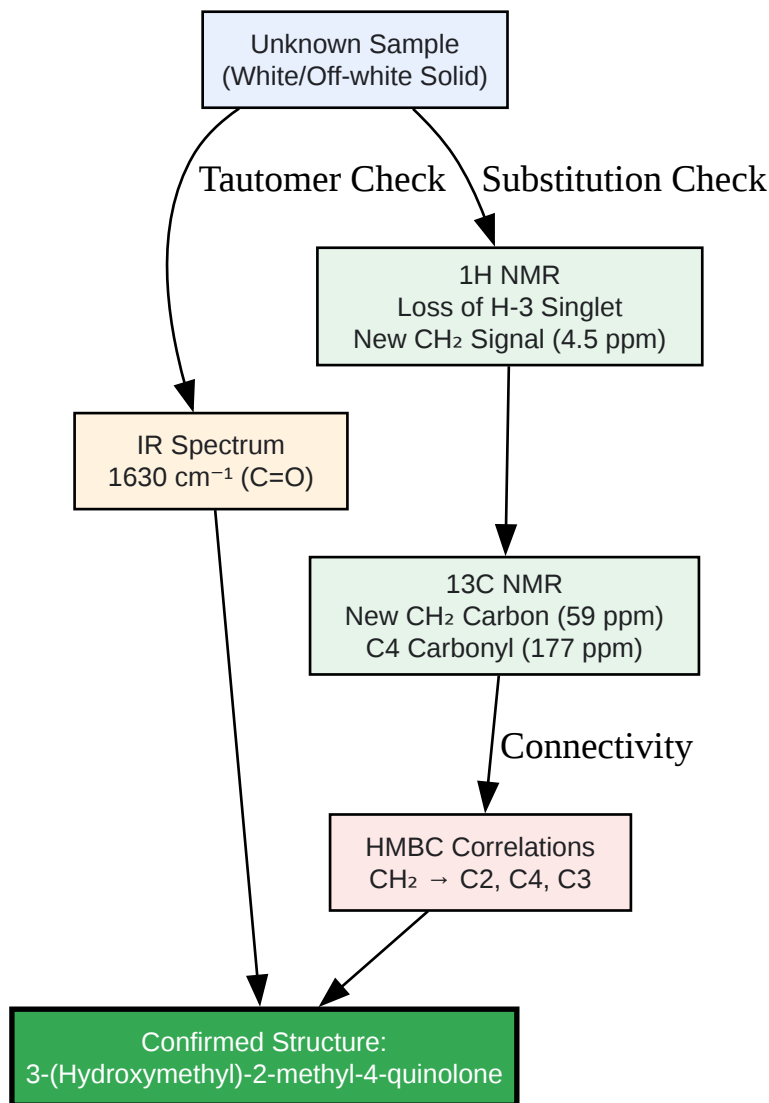 Unknown Sample
(White/Off-white Solid)
Tautomer Check
Substitution Check
1H NMR
Loss of H-3 Singlet
New CH₂ Signal (4.5 ppm)
IR Spectrum
1630 cm⁻¹ (C=O)
13C NMR
New CH₂ Carbon (59 ppm)
C4 Carbonyl (177 ppm)
Connectivity
HMBC Correlations
CH₂ → C2, C4, C3
Confirmed Structure:
3-(Hydroxymethyl)-2-methyl-4-quinolone